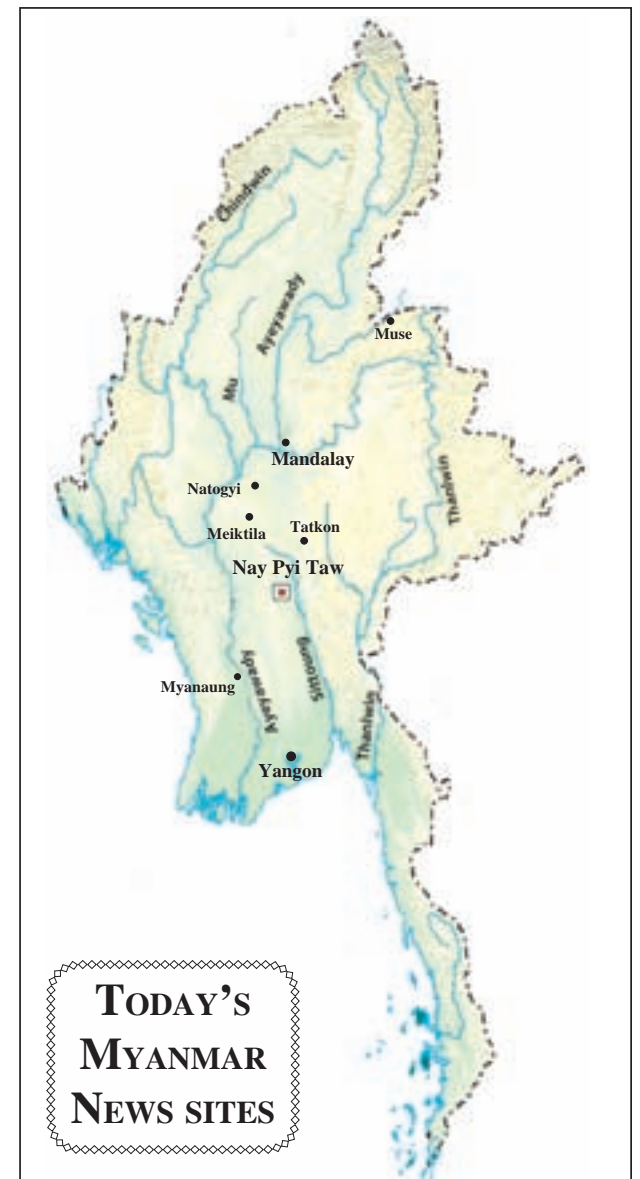 Chindwin
Ayeyawady
Muse
Mu
Mandalay
Thanlwin
Natogyi
Meiktila
Tatkon
Nay Pyi Taw
Sittoung
Myanaung
Ayeyawady
Thanlwin
Yangon
TODAY'S
MYANMAR
NEWS SITES